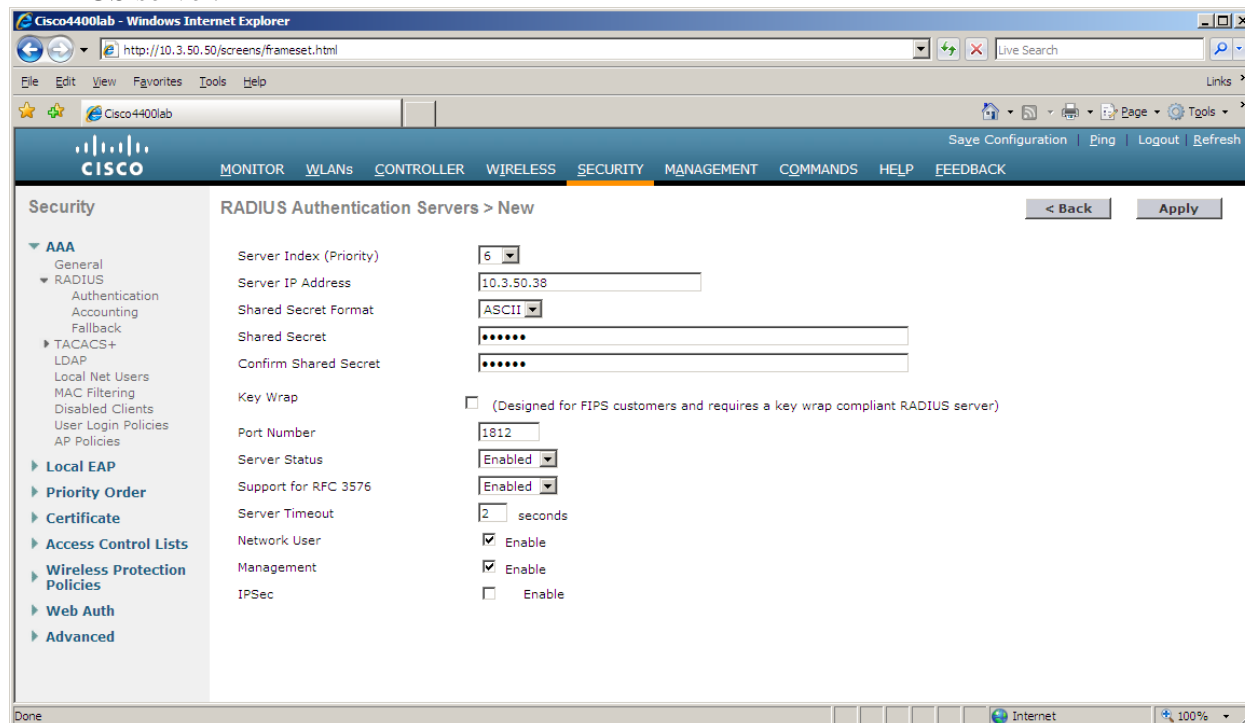 Cisco4400lab - Windows Internet Explorer
http://10.3.50.50/screens/frameset.html
Live Search
File Edit View Favorites Tools Help
Links
Cisco4400lab
Page Tools
Save Configuration | Ping | Logout | Refresh
CISCO
MONITOR WLANs CONTROLLER WIRELESS SECURITY MANAGEMENT COMMANDS HELP FEEDBACK
Security
AAA
General
RADIUS
Authentication
Accounting
Fallback
TACACS+
LDAP
Local Net Users
MAC Filtering
Disabled Clients
User Login Policies
AP Policies
Local EAP
Priority Order
Certificate
Access Control Lists
Wireless Protection
Policies
Web Auth
Advanced
RADIUS Authentication Servers > New
< Back Apply
Server Index (Priority) 6
Server IP Address 10.3.50.38
Shared Secret Format ASCII
Shared Secret ••••••
Confirm Shared Secret ••••••
Key Wrap (Designed for FIPS customers and requires a key wrap compliant RADIUS server)
Port Number 1812
Server Status Enabled
Support for RFC 3576 Enabled
Server Timeout 2 seconds
Network User Enable
Management Enable
IPSec Enable
Done
Internet
100%